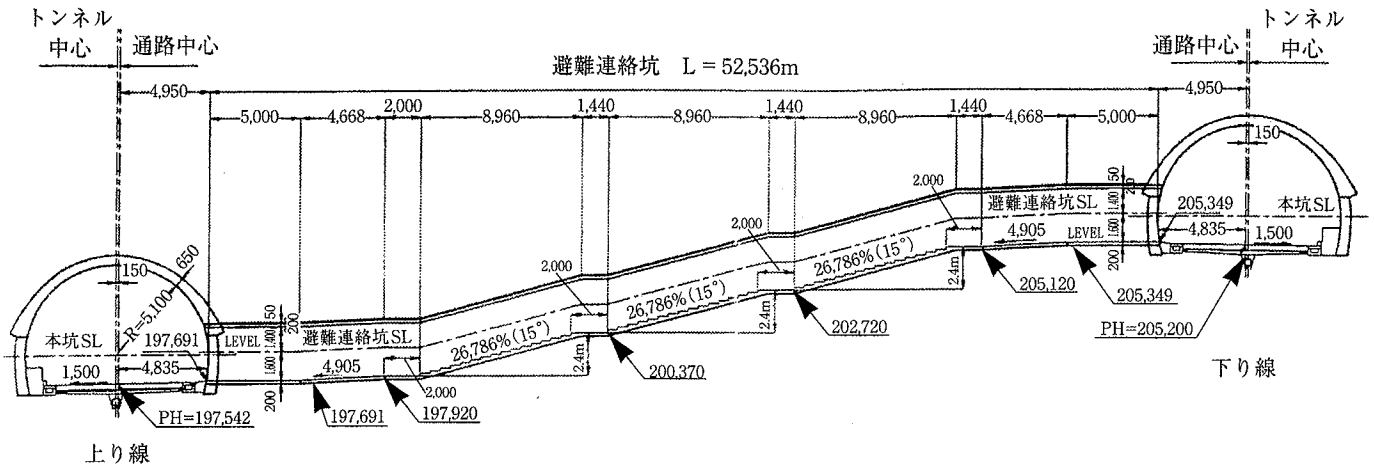 トンネル
中心
通路中心
通路中心
トンネル
中心
避難連絡坑 L=52,536m
4,950
4,950
5,000
4,668
2,000
8,960
1,440
8,960
1,440
8,960
1,440
4,668
5,000
150
650
R=5,100
本坑SL
197,691
1,500
4,835
PH=197,542
上り線
LEVEL
50
200
1,400
1,600
200
避難連絡坑SL
4,905
2,000
197,691
197,920
26,786%(15°)
2,000
2.4m
200,370
26,786%(15°)
2,000
2.4m
202,720
26,786%(15°)
2,000
2.4m
205,120
避難連絡坑SL
4,905
LEVEL
205,349
50
1,400
1,600
200
205,349
150
本坑SL
4,835
1,500
PH=205,200
下り線